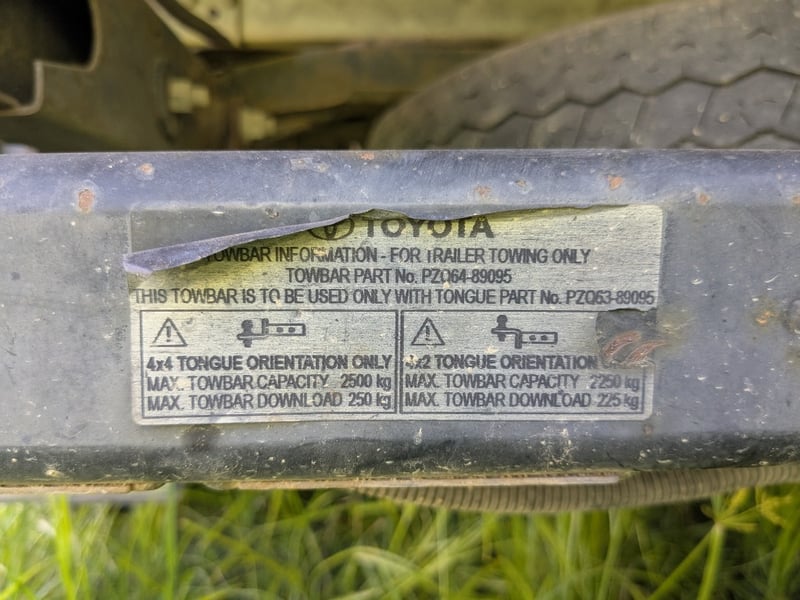 TOYOTA
TOWBAR INFORMATION - FOR TRAILER TOWING ONLY
TOWBAR PART No. PZQ64-89095
THIS TOWBAR IS TO BE USED ONLY WITH TONGUE PART No. PZQ63-89095
4x4 TONGUE ORIENTATION ONLY
MAX. TOWBAR CAPACITY 2500 kg
MAX. TOWBAR DOWNLOAD 250 kg
4x2 TONGUE ORIENTATION
MAX. TOWBAR CAPACITY 2250 kg
MAX. TOWBAR DOWNLOAD 225 kg